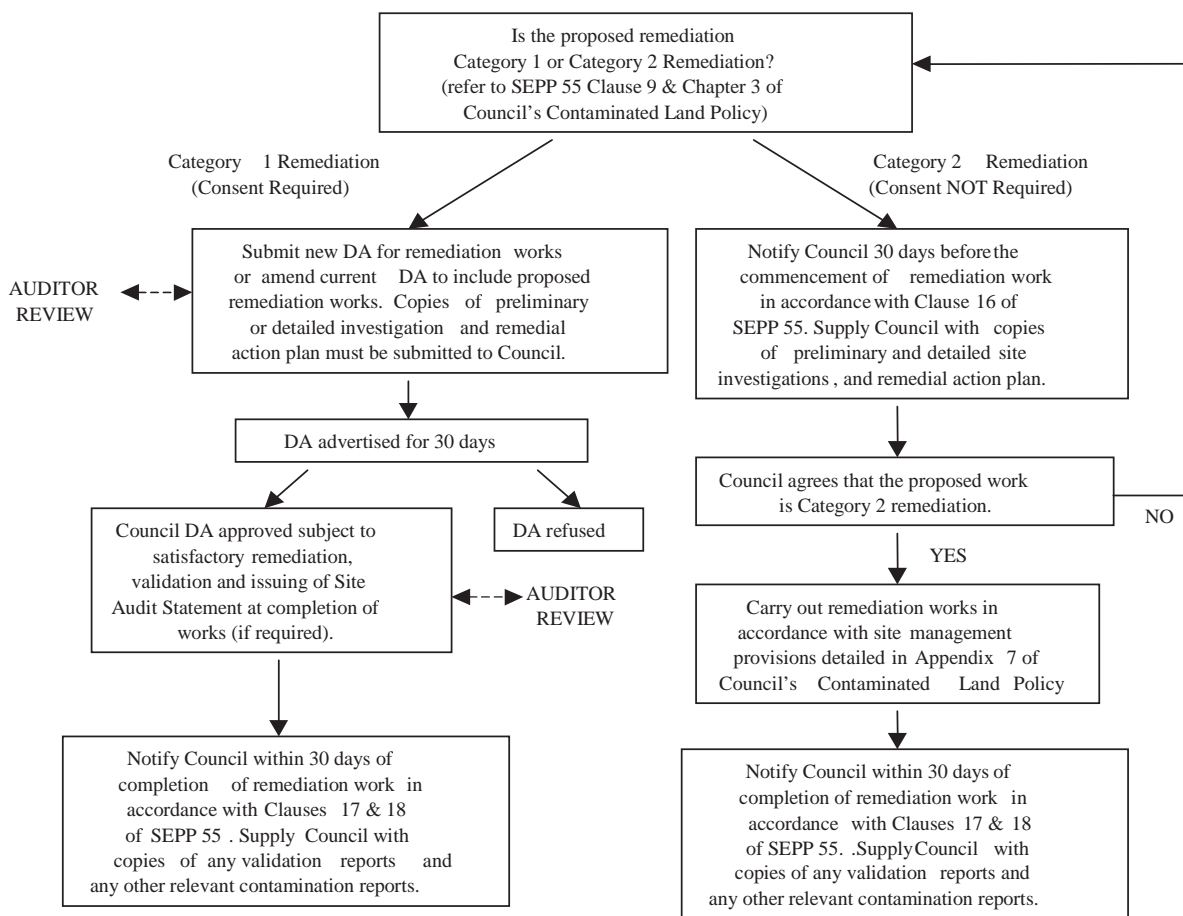 Is the proposed remediation
Category 1 or Category 2 Remediation?
(refer to SEPP 55 Clause 9 & Chapter 3 of
Council's Contaminated Land Policy)
Category 1 Remediation
(Consent Required)
Category 2 Remediation
(Consent NOT Required)
Submit new DA for remediation works
or amend current DA to include proposed
remediation works. Copies of preliminary
or detailed investigation and remedial
action plan must be submitted to Council.
AUDITOR
REVIEW
Notify Council 30 days before the
commencement of remediation work
in accordance with Clause 16 of
SEPP 55. Supply Council with copies
of preliminary and detailed site
investigations , and remedial action plan.
DA advertised for 30 days
Council agrees that the proposed work
is Category 2 remediation.
NO
Council DA approved subject to
satisfactory remediation,
validation and issuing of Site
Audit Statement at completion of
works (if required).
DA refused
AUDITOR
REVIEW
YES
Carry out remediation works in
accordance with site management
provisions detailed in Appendix 7 of
Council's Contaminated Land Policy
Notify Council within 30 days of
completion of remediation work in
accordance with Clauses 17 & 18
of SEPP 55 . Supply Council with
copies of any validation reports and
any other relevant contamination reports.
Notify Council within 30 days of
completion of remediation work in
accordance with Clauses 17 & 18
of SEPP 55. .Supply Council with
copies of any validation reports and
any other relevant contamination reports.